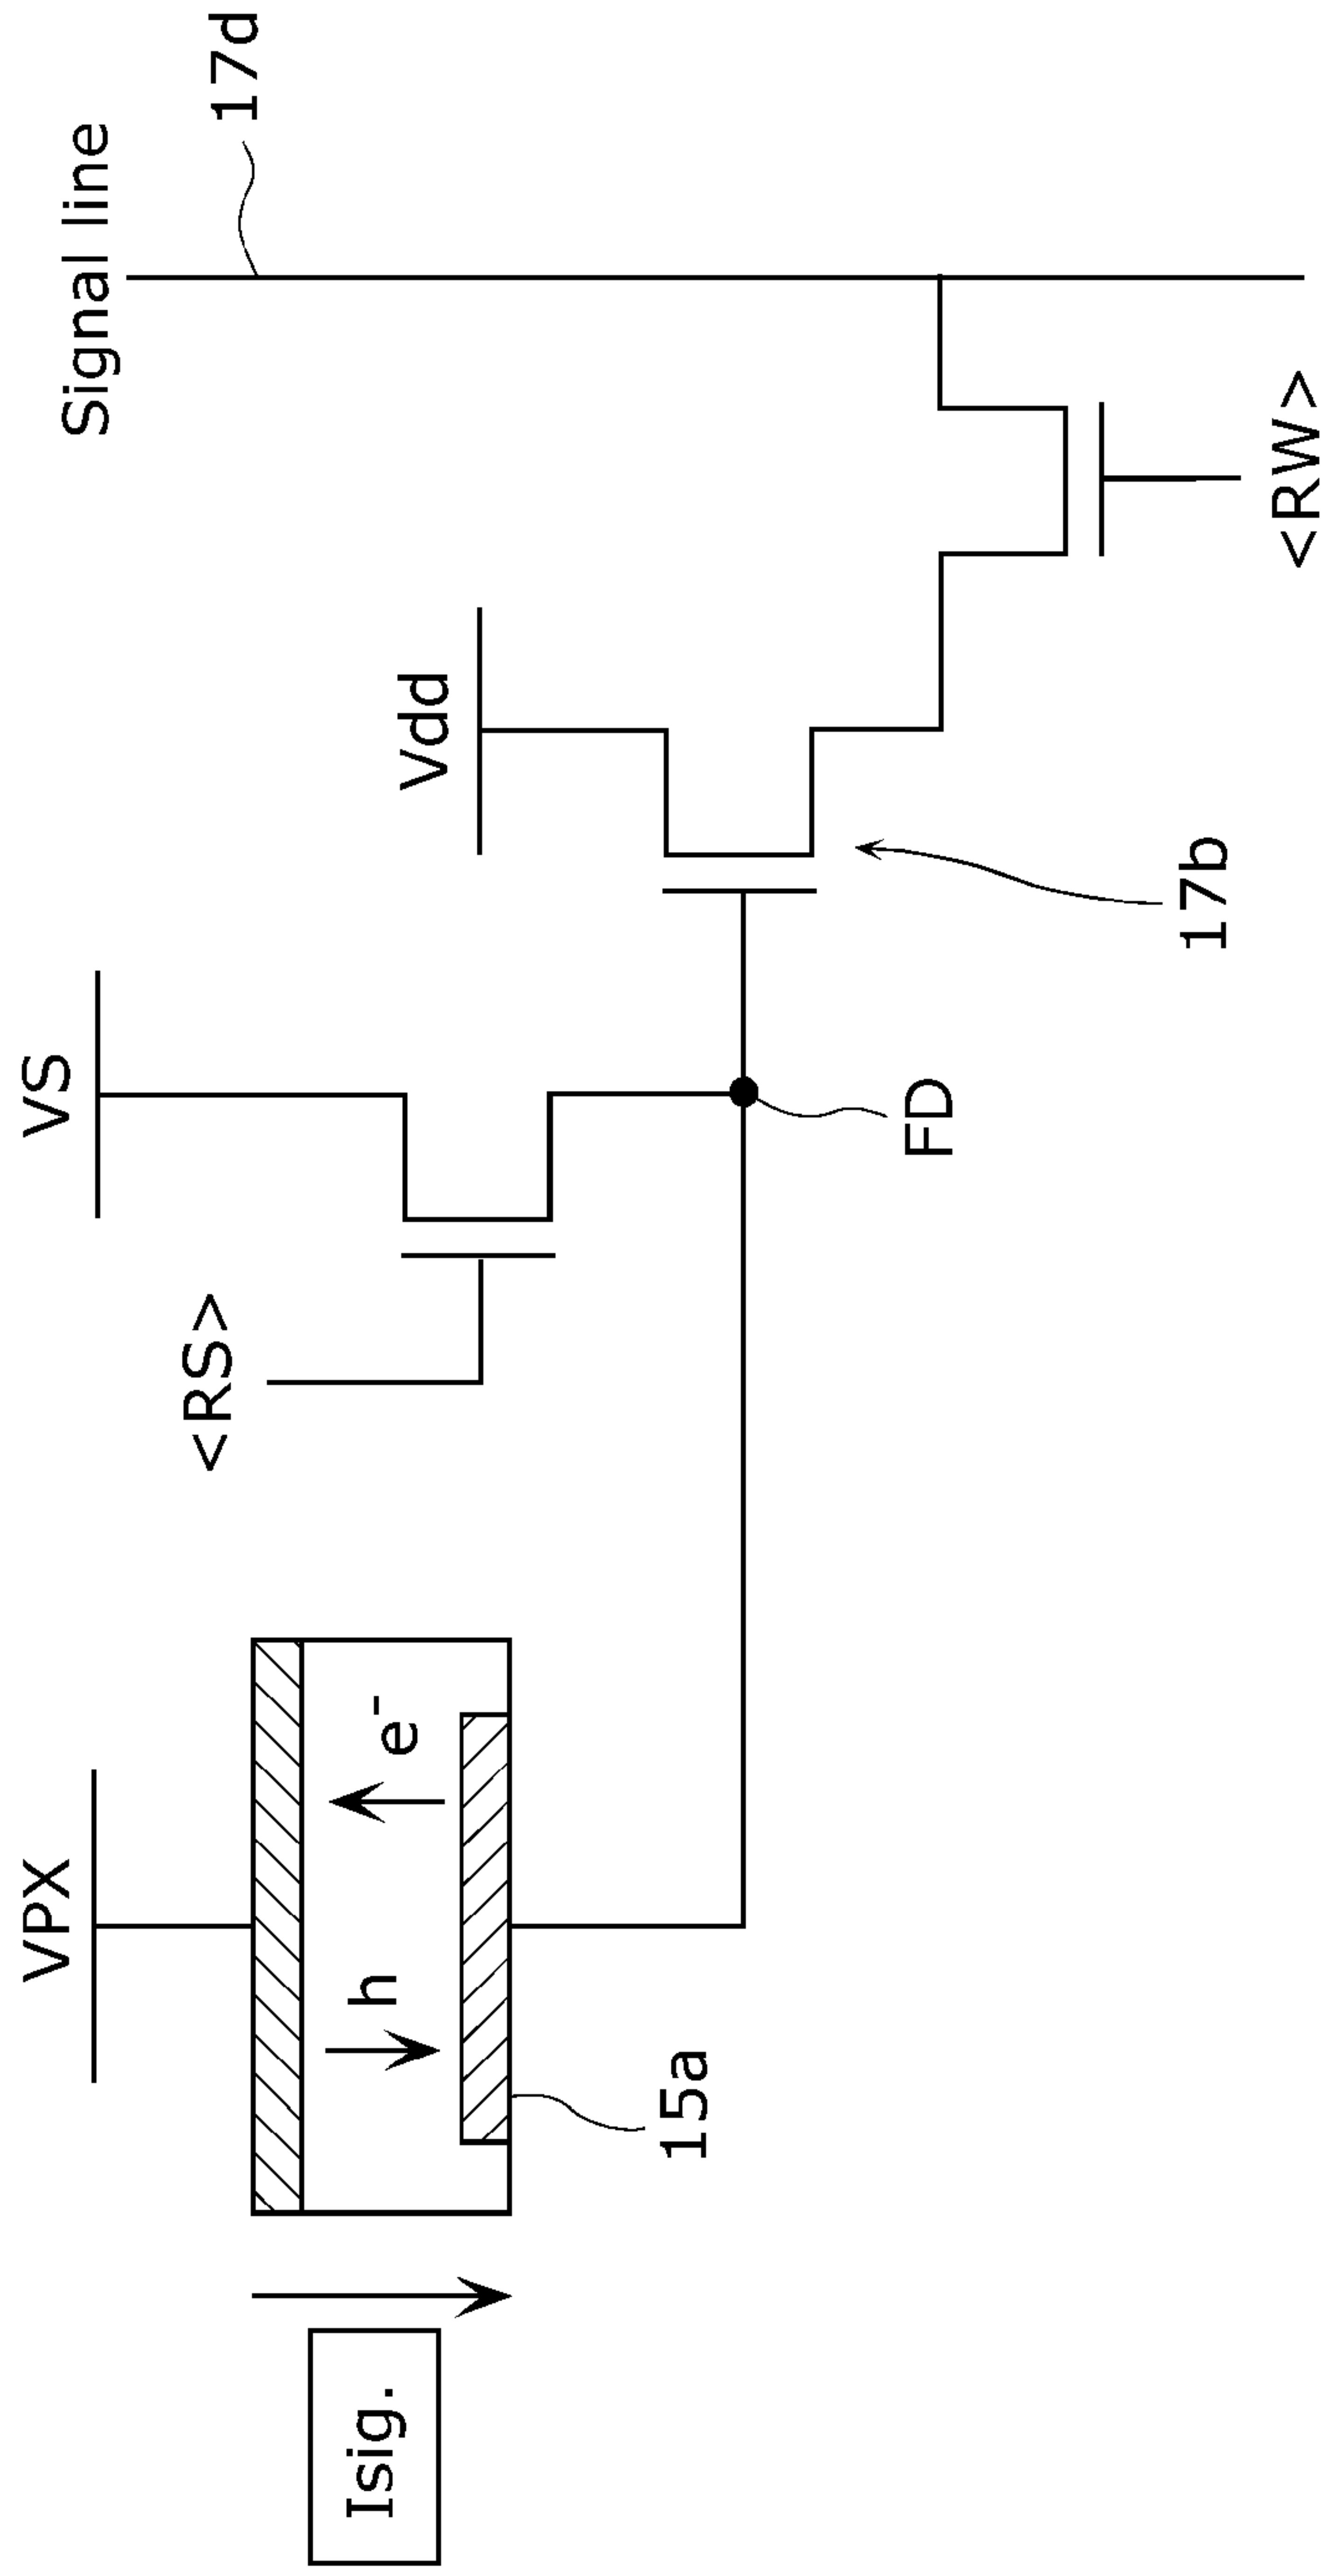 Isig.
VPX
h
e⁻
15a
<RS>
VS
FD
Vdd
17b
Signal line
17d
<RW>